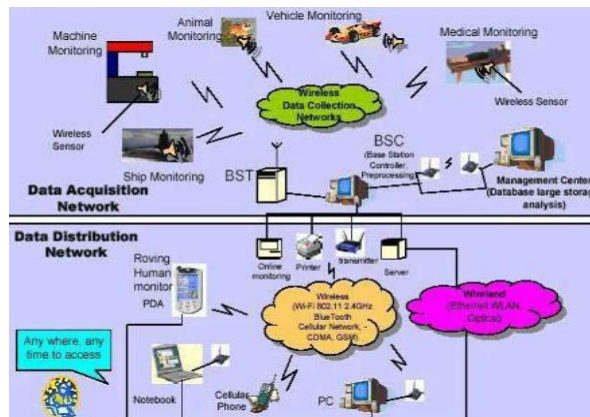 Machine
Monitoring
Animal
Monitoring
Vehicle Monitoring
Medical Monitoring
Wireless
Data Collection
Networks
Wireless Sensor
Wireless
Sensor
Ship Monitoring
BST
BSC
(Base Station
Controller,
Preprocessing)
Management Center
(Database large storage
analysis)
Data Acquisition
Network
Data Distribution
Network
Online
monitoring
Printer
transmitter
Server
Roving
Human
monitor
PDA
Wireless
(Wi-Fi 802.11 2.4GHz
BlueTooth
Cellular Network, -
CDMA, GSM)
Wireland
(Ethernet WLAN,
Optical)
Any where, any
time to access
Notebook
Cellular
Phone
PC